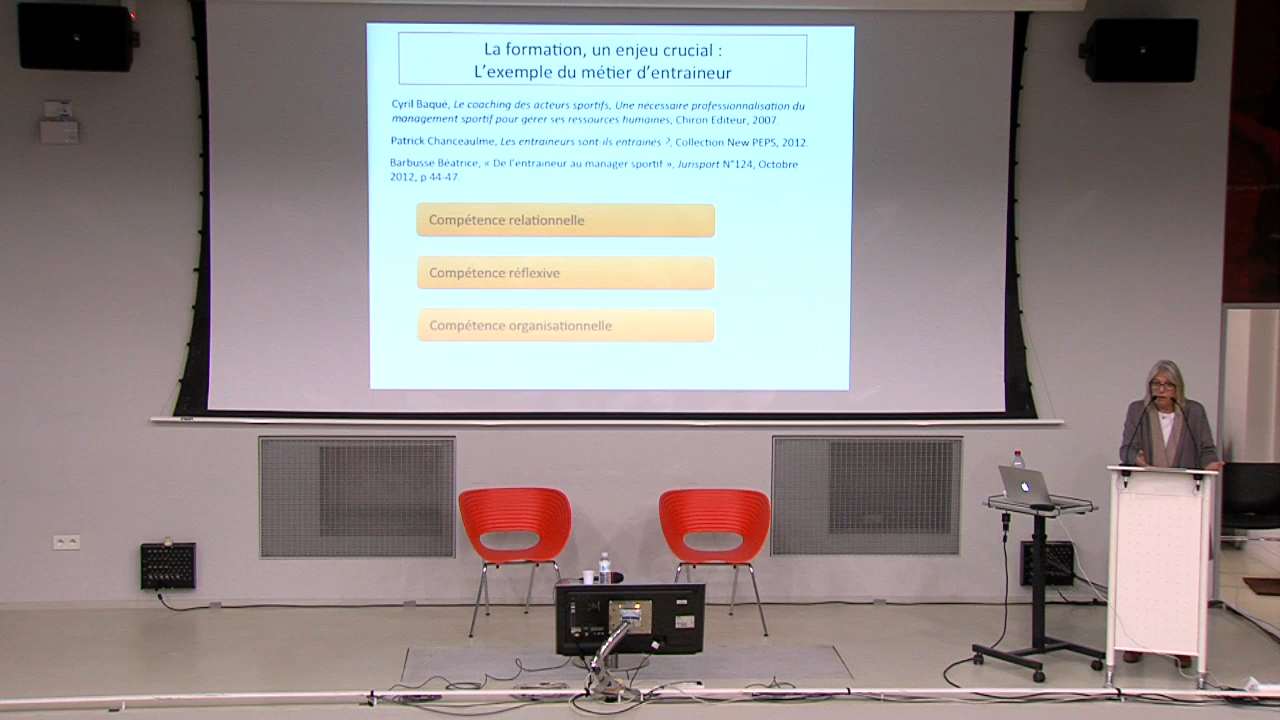 La formation, un enjeu crucial :
L'exemple du métier d'entraineur
Cyril Baqué, Le coaching des acteurs sportifs, Une nécessaire professionnalisation du
management sportif pour gérer ses ressources humaines, Chiron Editeur, 2007.
Patrick Chanceaulme, Les entraineurs sont ils entrainés ?, Collection New PEPS, 2012.
Barbusse Béatrice, « De l'entraineur au manager sportif », Jurisport N°124, Octobre
2012, p 44-47.
Compétence relationnelle
Compétence réflexive
Compétence organisationnelle